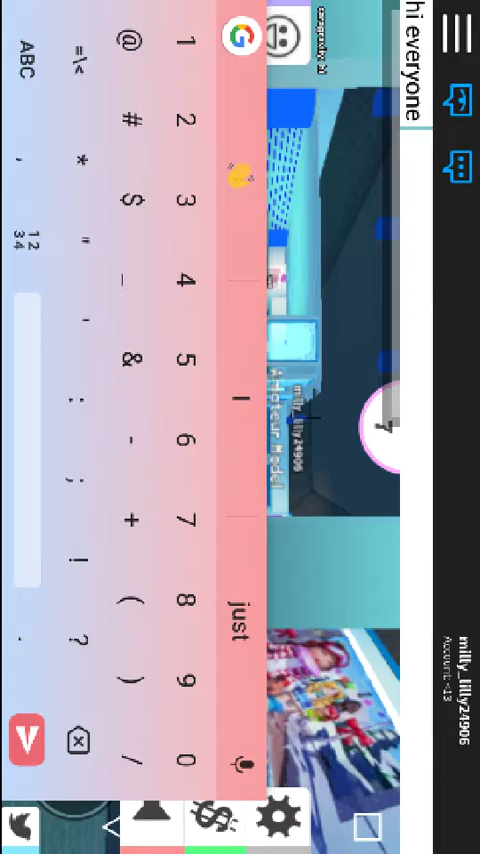 milly_lilly24906
Account: <13
hi everyone
7
milly_lilly24906
Amateur Model
👋 I just
1 2 3 4 5 6 7 8 9 0
@ # $ _ & - + ( ) /
=\< * " ' : ; ! ?
ABC , 12 34 .